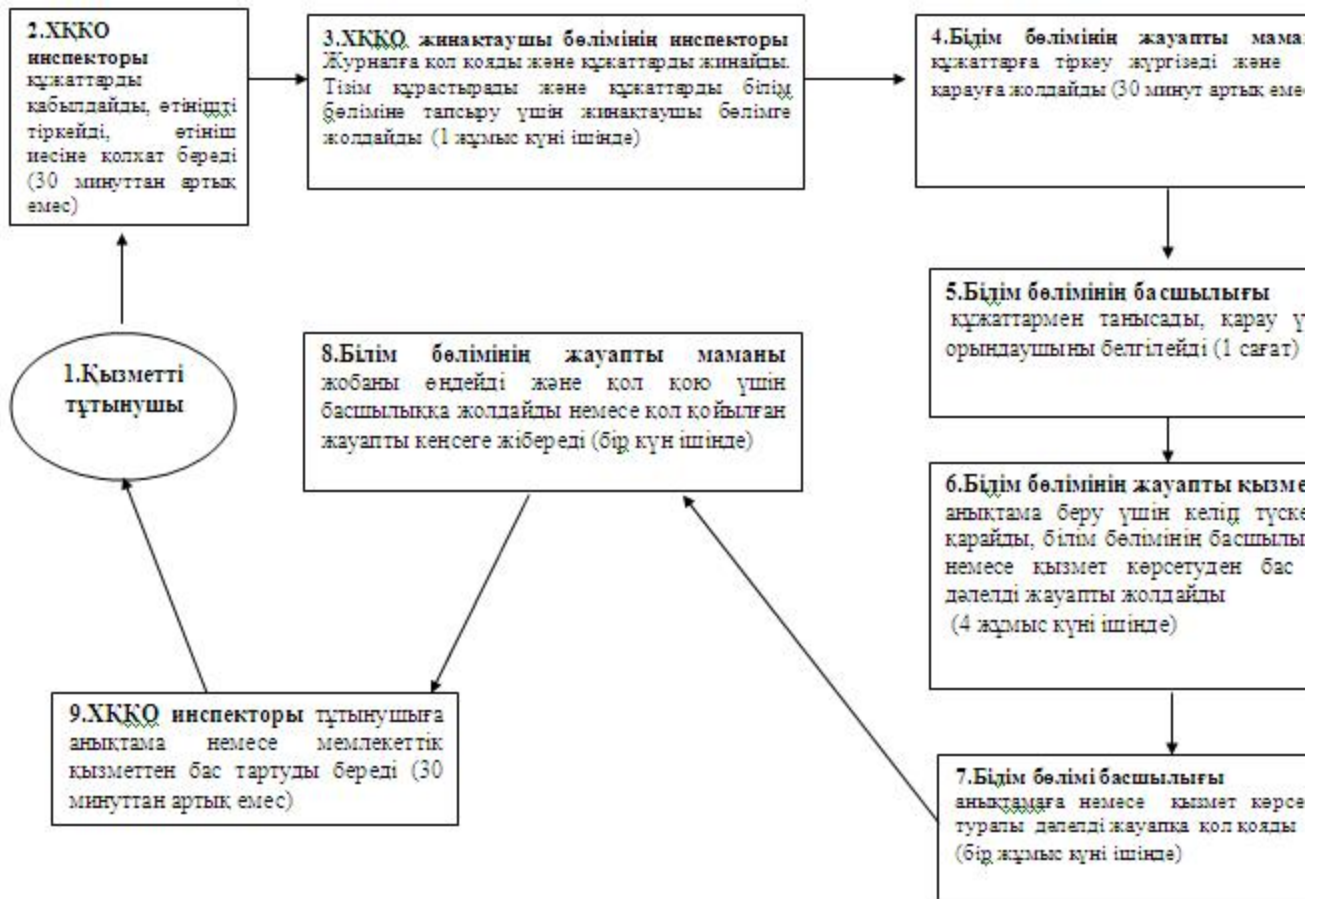 1.Қызметті
тұтынушы
2.ХҚКО
инспекторы
құжаттарды
қабылдайды, өтінішті
тіркейді, өтініш
иесіне қолхат береді
(30 минуттан артық
емес)
3.ХҚКО жинақтаушы бөлімінің инспекторы
Журналға қол қояды және құжаттарды жинайды.
Тізім құрастырады және құжаттарды білім
бөліміне тапсыру үшін жинақтаушы бөлімге
жолдайды (1 жұмыс күні ішінде)
4.Білім бөлімінің жауапты
құжаттарға тіркеу жүргізеді және
қарауға жолдайды (30 минут артық
5.Білім бөлімінің басшылығы
құжаттармен танысады, қарау
орындаушыны белгілейді (1 сағат)
6.Білім бөлімінің жауапты
анықтама беру үшін келіп
қарайды, білім бөлімінің
немесе қызмет көрсетуден бас
дәлелді жауапты жолдайды
(4 жұмыс күні ішінде)
7.Білім бөлімі басшылығы
анықтамаға немесе қызмет
туралы дәлелді жауапқа қол қояды
(бір жұмыс күні ішінде)
8.Білім бөлімінің жауапты маманы
жобаны өңдейді және қол қою үшін
басшылыққа жолдайды немесе қол қойылған
жауапты кеңсеге жібереді (бір күн ішінде)
9.ХҚКО инспекторы тұтынушыға
анықтама немесе мемлекеттік
қызметтен бас тартуды береді (30
минуттан артық емес)